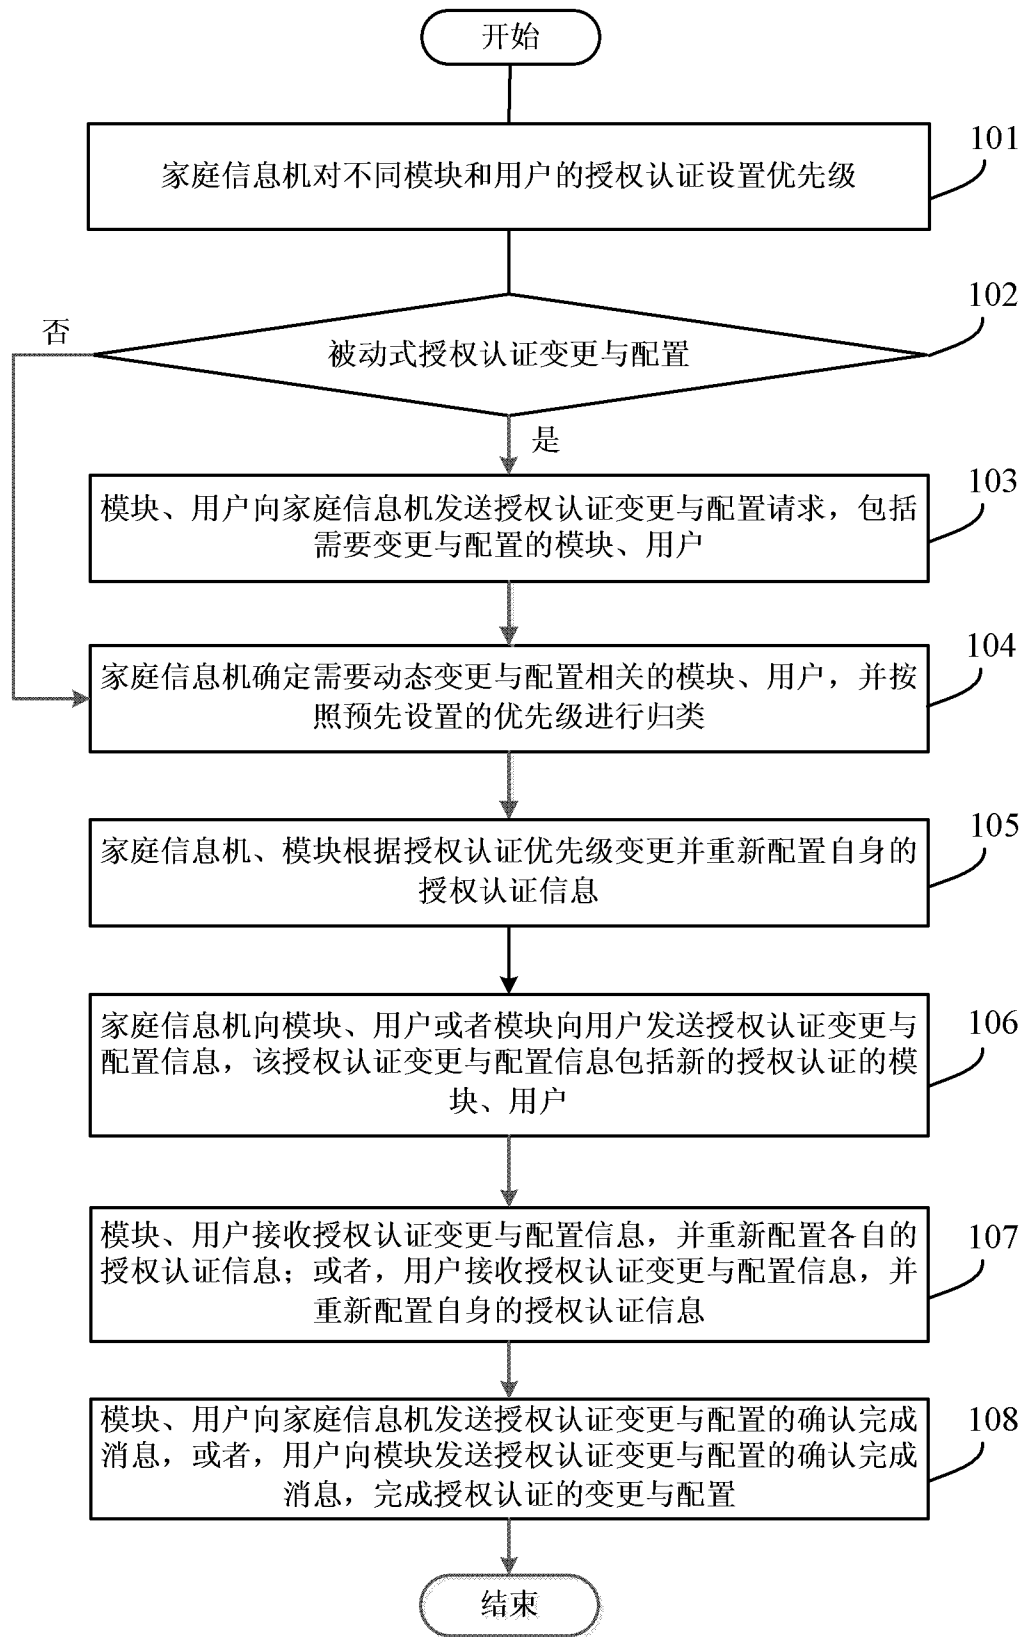 开始
家庭信息机对不同模块和用户的授权认证设置优先级
101
被动式授权认证变更与配置
102
否
是
模块、用户向家庭信息机发送授权认证变更与配置请求，包括
需要变更与配置的模块、用户
103
家庭信息机确定需要动态变更与配置相关的模块、用户，并按
照预先设置的优先级进行归类
104
家庭信息机、模块根据授权认证优先级变更并重新配置自身的
授权认证信息
105
家庭信息机向模块、用户或者模块向用户发送授权认证变更与
配置信息，该授权认证变更与配置信息包括新的授权认证的模
块、用户
106
模块、用户接收授权认证变更与配置信息，并重新配置各自的
授权认证信息；或者，用户接收授权认证变更与配置信息，并
重新配置自身的授权认证信息
107
模块、用户向家庭信息机发送授权认证变更与配置的确认完成
消息，或者，用户向模块发送授权认证变更与配置的确认完成
消息，完成授权认证的变更与配置
108
结束